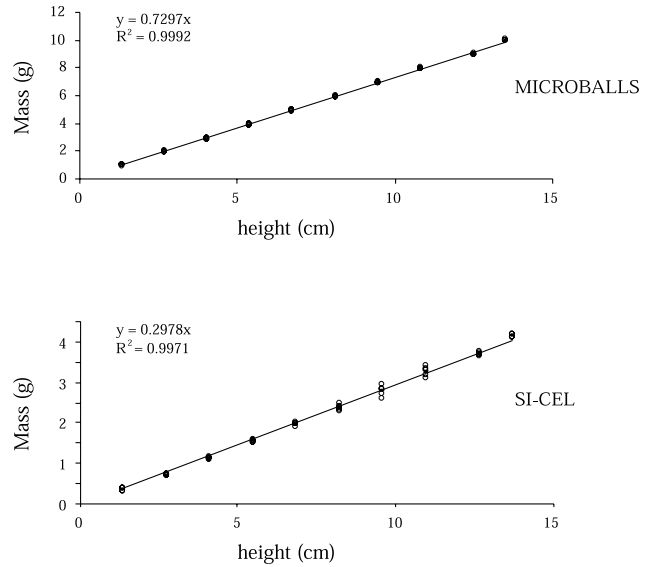 y = 0.7297x
R² = 0.9992
12
10
8
6
4
2
0
Mass (g)
MICROBALLS
0 5 10 15
height (cm)
y = 0.2978x
R² = 0.9971
4
3
2
1
0
Mass (g)
SI-CEL
0 5 10 15
height (cm)